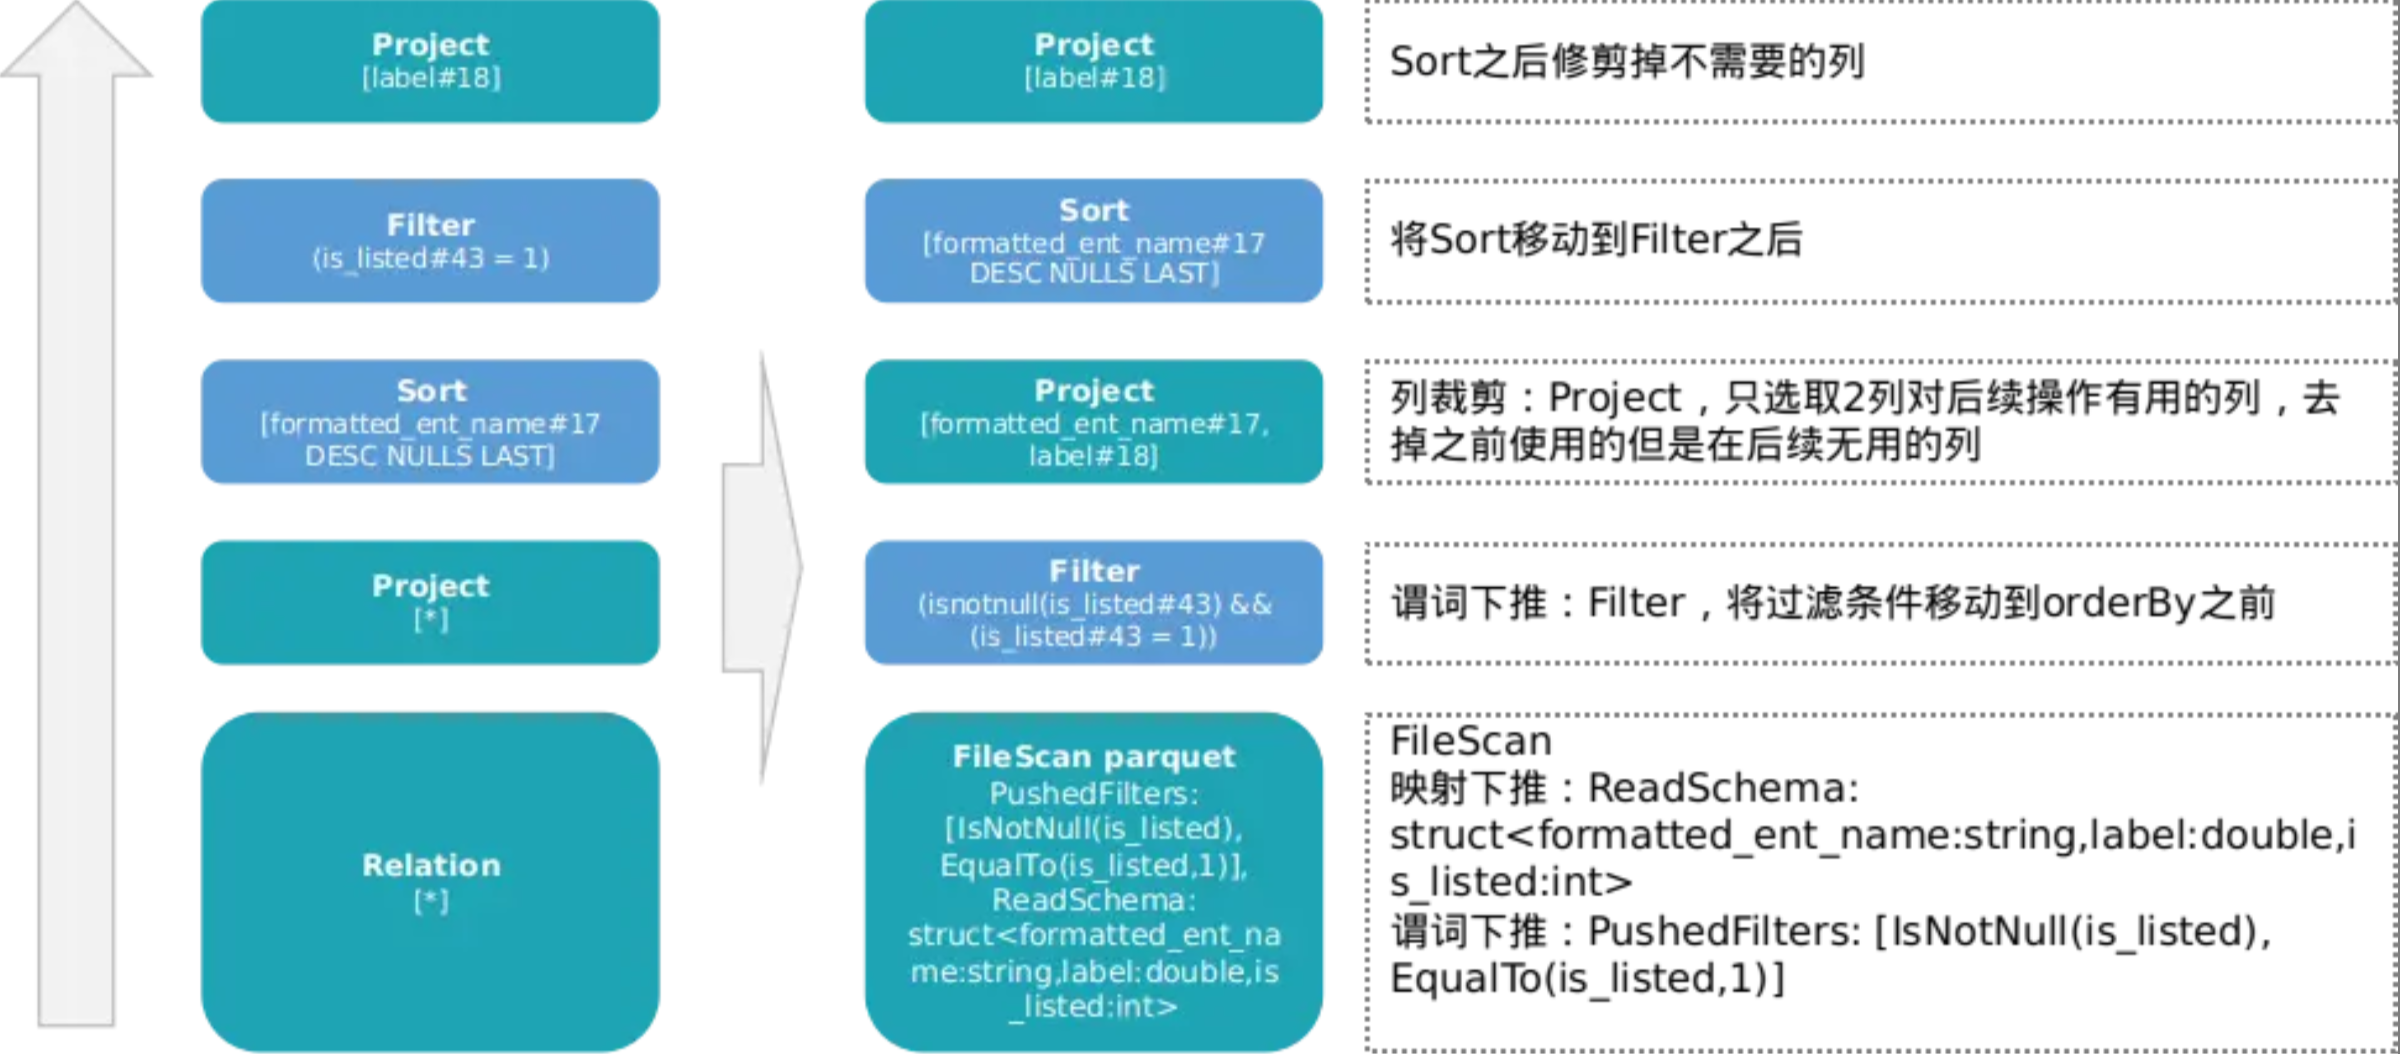 Project
[label#18]
Project
[label#18]
Sort之后修剪掉不需要的列
Filter
(is_listed#43 = 1)
Sort
[formatted_ent_name#17
DESC NULLS LAST]
将Sort移动到Filter之后
Sort
[formatted_ent_name#17
DESC NULLS LAST]
Project
[formatted_ent_name#17,
label#18]
列裁剪：Project，只选取2列对后续操作有用的列，去
掉之前使用的但是在后续无用的列
Project
[*]
Filter
(isnotnull(is_listed#43) &&
(is_listed#43 = 1))
谓词下推：Filter，将过滤条件移动到orderBy之前
Relation
[*]
FileScan parquet
PushedFilters:
[IsNotNull(is_listed),
EqualTo(is_listed,1)],
ReadSchema:
struct<formatted_ent_na
me:string,label:double,is
_listed:int>
FileScan
映射下推：ReadSchema:
struct<formatted_ent_name:string,label:double,i
s_listed:int>
谓词下推：PushedFilters: [IsNotNull(is_listed),
EqualTo(is_listed,1)]